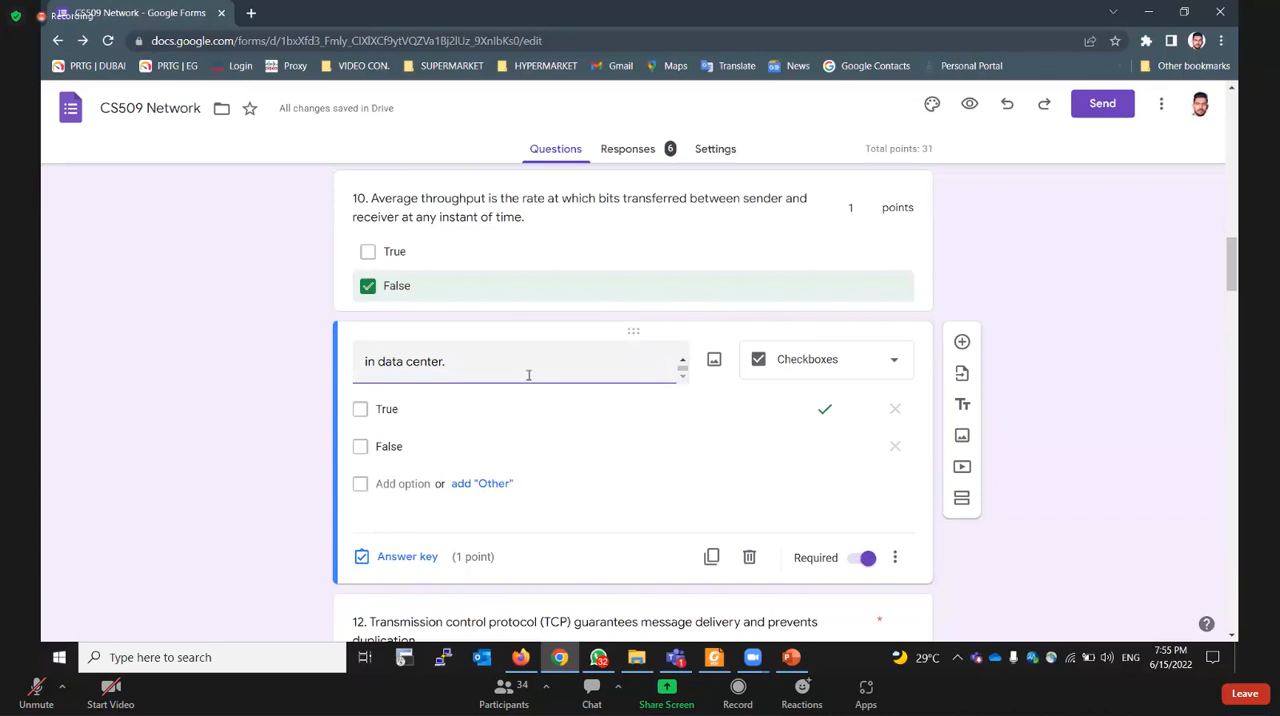 Recording
CS509 Network - Google Forms
docs.google.com/forms/d/1bxXfd3_Fmly_ClXlXCf9ytVQZVa1Bj2lUz_9XnIbKs0/edit
PRTG | DUBAI
PRTG | EG
Login
Proxy
VIDEO CON.
SUPERMARKET
HYPERMARKET
Gmail
Maps
Translate
News
Google Contacts
Personal Portal
Other bookmarks
CS509 Network
All changes saved in Drive
Send
Questions
Responses 6
Settings
Total points: 31
10. Average throughput is the rate at which bits transferred between sender and
receiver at any instant of time.
1 points
True
False
in data center.
Checkboxes
True
False
Add option or add "Other"
Answer key (1 point)
Required
12. Transmission control protocol (TCP) guarantees message delivery and prevents *
duplication
Type here to search
32
1
29°C
ENG
7:55 PM
6/15/2022
Unmute
Start Video
34
Participants
Chat
Share Screen
Record
Reactions
Apps
Leave